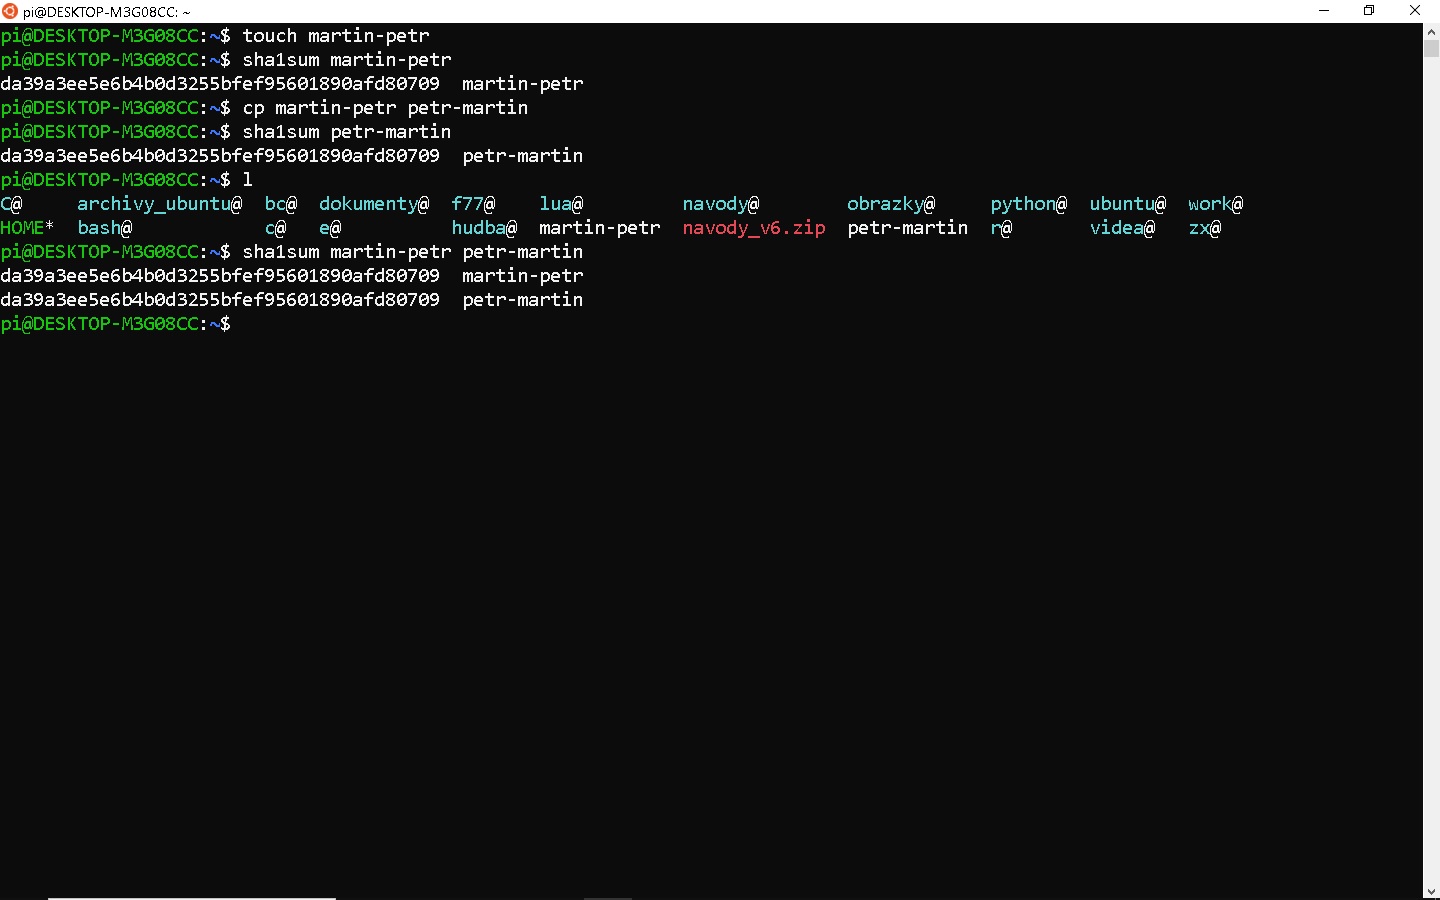 pi@DESKTOP-M3G08CC: ~
pi@DESKTOP-M3G08CC:~$ touch martin-petr
pi@DESKTOP-M3G08CC:~$ sha1sum martin-petr
da39a3ee5e6b4b0d3255bfef95601890afd80709  martin-petr
pi@DESKTOP-M3G08CC:~$ cp martin-petr petr-martin
pi@DESKTOP-M3G08CC:~$ sha1sum petr-martin
da39a3ee5e6b4b0d3255bfef95601890afd80709  petr-martin
pi@DESKTOP-M3G08CC:~$ l
C@     archivy_ubuntu@  bc@  dokumenty@  f77@    lua@         navody@        obrazky@     python@  ubuntu@  work@
HOME*  bash@            c@   e@          hudba@  martin-petr  navody_v6.zip  petr-martin  r@       videa@   zx@
pi@DESKTOP-M3G08CC:~$ sha1sum martin-petr petr-martin
da39a3ee5e6b4b0d3255bfef95601890afd80709  martin-petr
da39a3ee5e6b4b0d3255bfef95601890afd80709  petr-martin
pi@DESKTOP-M3G08CC:~$